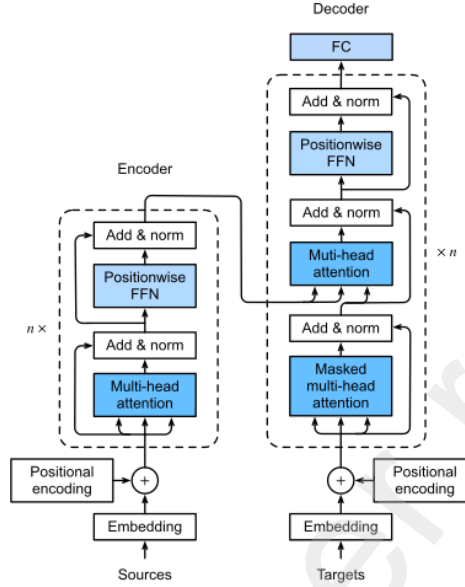 Decoder
FC
Add & norm
Positionwise
FFN
Encoder
Add & norm
Add & norm
Muti-head
attention
× n
Positionwise
FFN
n ×
Add & norm
Add & norm
Multi-head
attention
Masked
multi-head
attention
Positional
encoding
+
+
Positional
encoding
Embedding
Embedding
Sources
Targets